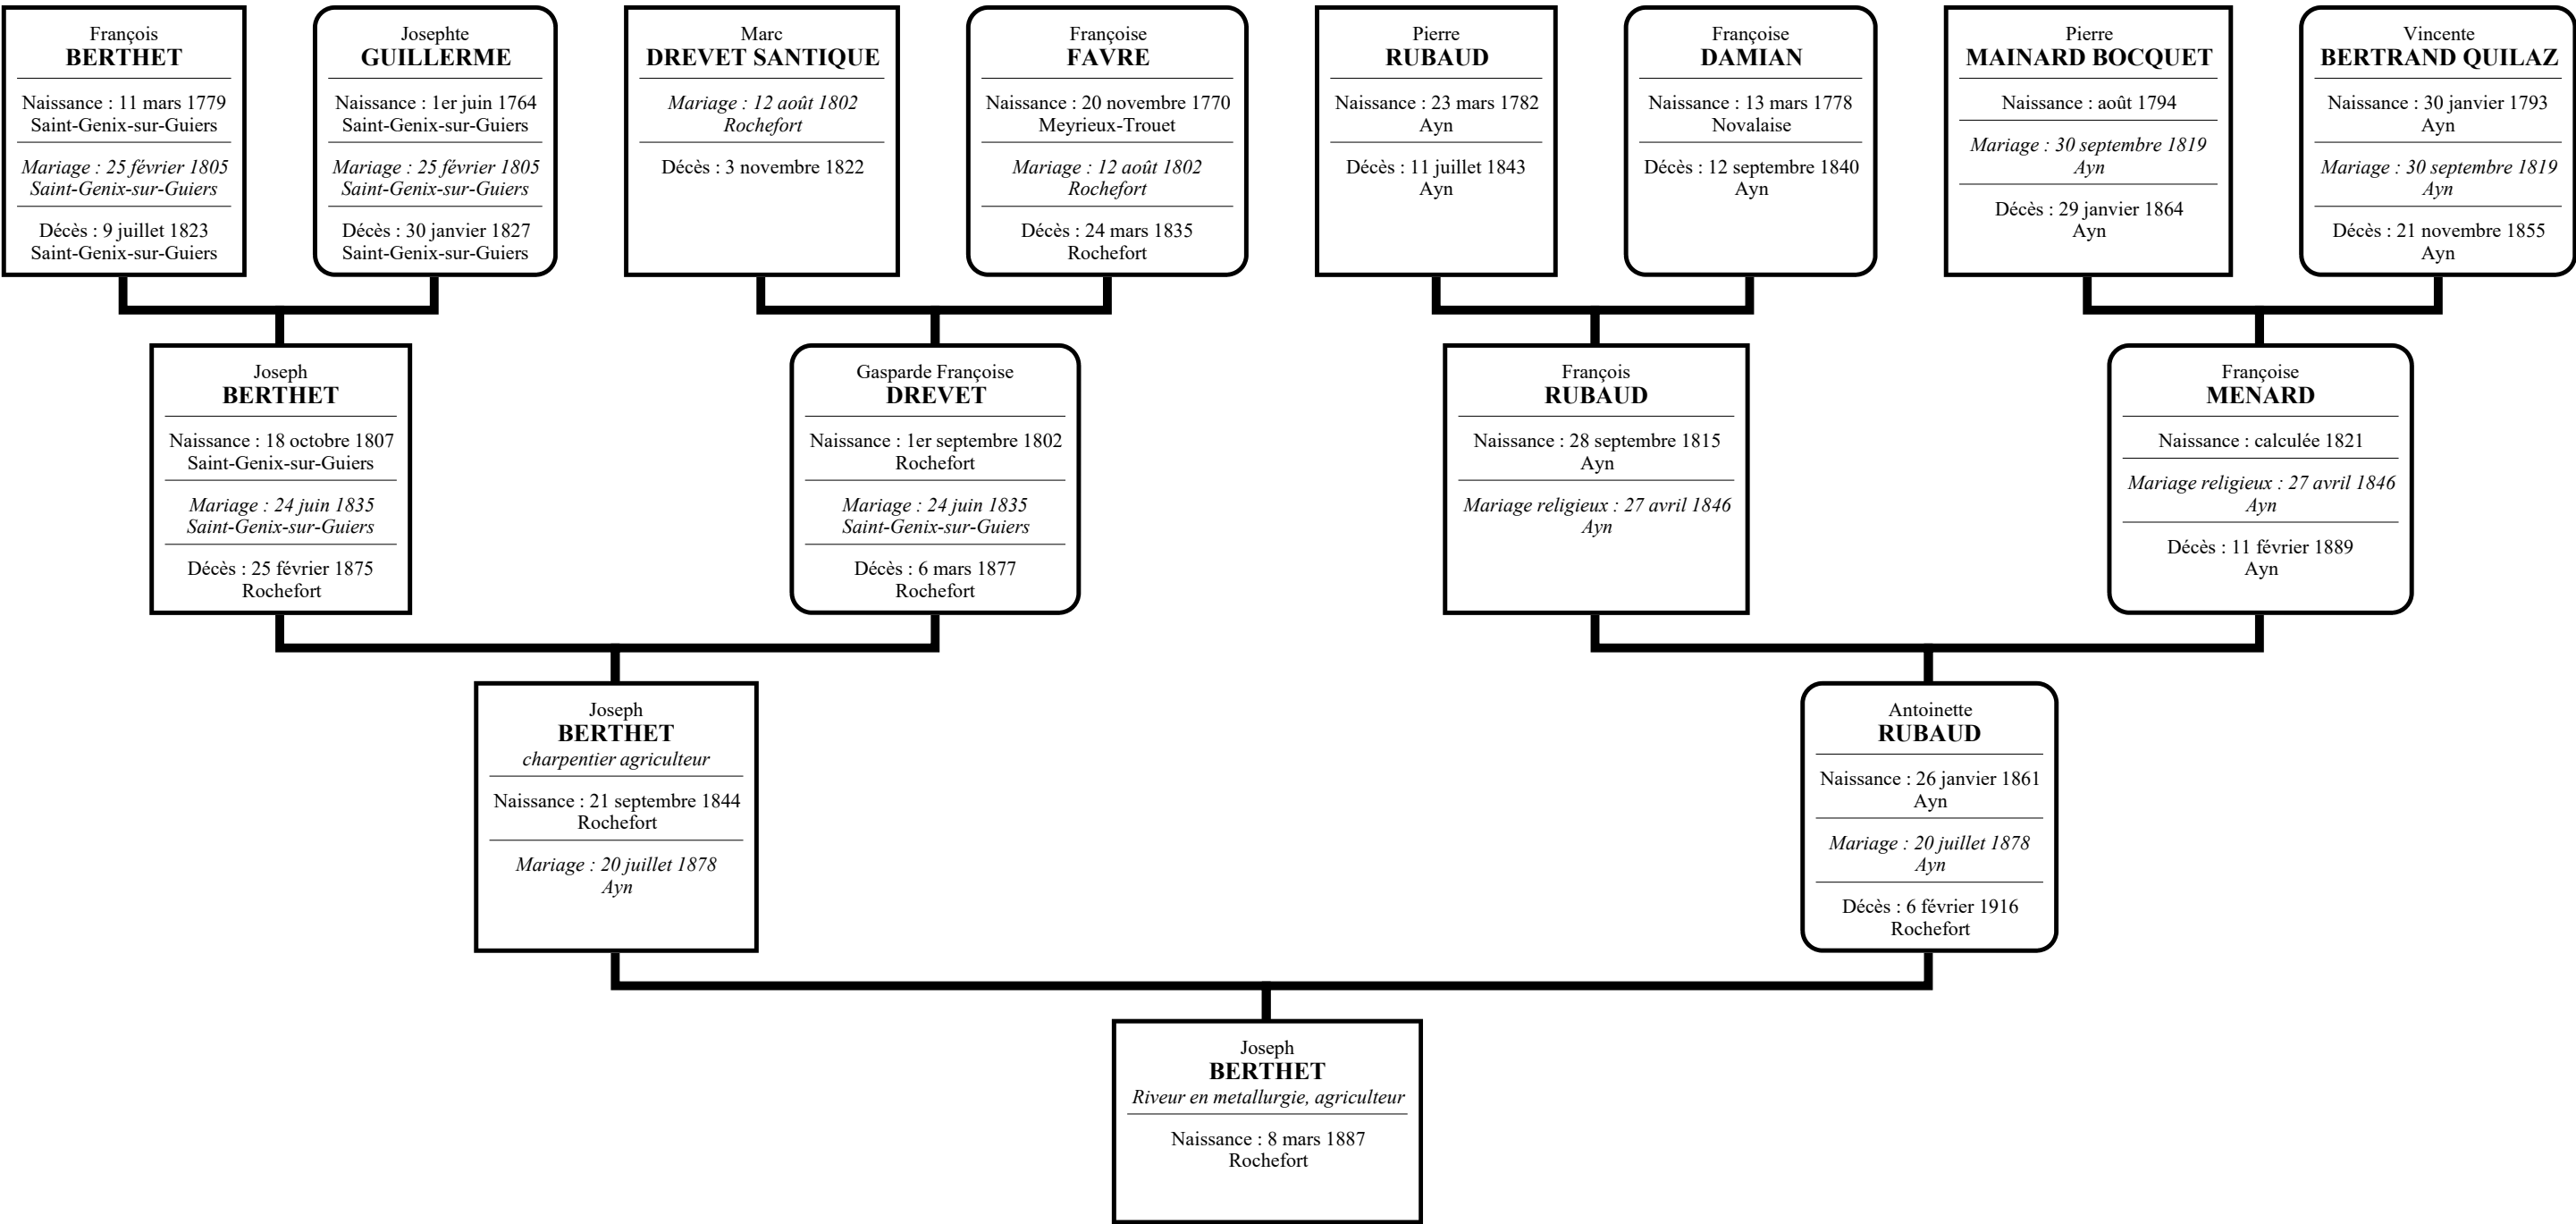 François
BERTHET
Naissance : 11 mars 1779
Saint-Genix-sur-Guiers
Mariage : 25 février 1805
Saint-Genix-sur-Guiers
Décès : 9 juillet 1823
Saint-Genix-sur-Guiers
Josephte
GUILLERME
Naissance : 1er juin 1764
Saint-Genix-sur-Guiers
Mariage : 25 février 1805
Saint-Genix-sur-Guiers
Décès : 30 janvier 1827
Saint-Genix-sur-Guiers
Marc
DREVET SANTIQUE
Mariage : 12 août 1802
Rochefort
Décès : 3 novembre 1822
Françoise
FAVRE
Naissance : 20 novembre 1770
Meyrieux-Trouet
Mariage : 12 août 1802
Rochefort
Décès : 24 mars 1835
Rochefort
Pierre
RUBAUD
Naissance : 23 mars 1782
Ayn
Décès : 11 juillet 1843
Ayn
Françoise
DAMIAN
Naissance : 13 mars 1778
Novalaise
Décès : 12 septembre 1840
Ayn
Pierre
MAINARD BOCQUET
Naissance : août 1794
Mariage : 30 septembre 1819
Ayn
Décès : 29 janvier 1864
Ayn
Vincente
BERTRAND QUILAZ
Naissance : 30 janvier 1793
Ayn
Mariage : 30 septembre 1819
Ayn
Décès : 21 novembre 1855
Ayn
Joseph
BERTHET
Naissance : 18 octobre 1807
Saint-Genix-sur-Guiers
Mariage : 24 juin 1835
Saint-Genix-sur-Guiers
Décès : 25 février 1875
Rochefort
Gasparde Françoise
DREVET
Naissance : 1er septembre 1802
Rochefort
Mariage : 24 juin 1835
Saint-Genix-sur-Guiers
Décès : 6 mars 1877
Rochefort
François
RUBAUD
Naissance : 28 septembre 1815
Ayn
Mariage religieux : 27 avril 1846
Ayn
Françoise
MENARD
Naissance : calculée 1821
Mariage religieux : 27 avril 1846
Ayn
Décès : 11 février 1889
Ayn
Joseph
BERTHET
charpentier agriculteur
Naissance : 21 septembre 1844
Rochefort
Mariage : 20 juillet 1878
Ayn
Antoinette
RUBAUD
Naissance : 26 janvier 1861
Ayn
Mariage : 20 juillet 1878
Ayn
Décès : 6 février 1916
Rochefort
Joseph
BERTHET
Riveur en metallurgie, agriculteur
Naissance : 8 mars 1887
Rochefort